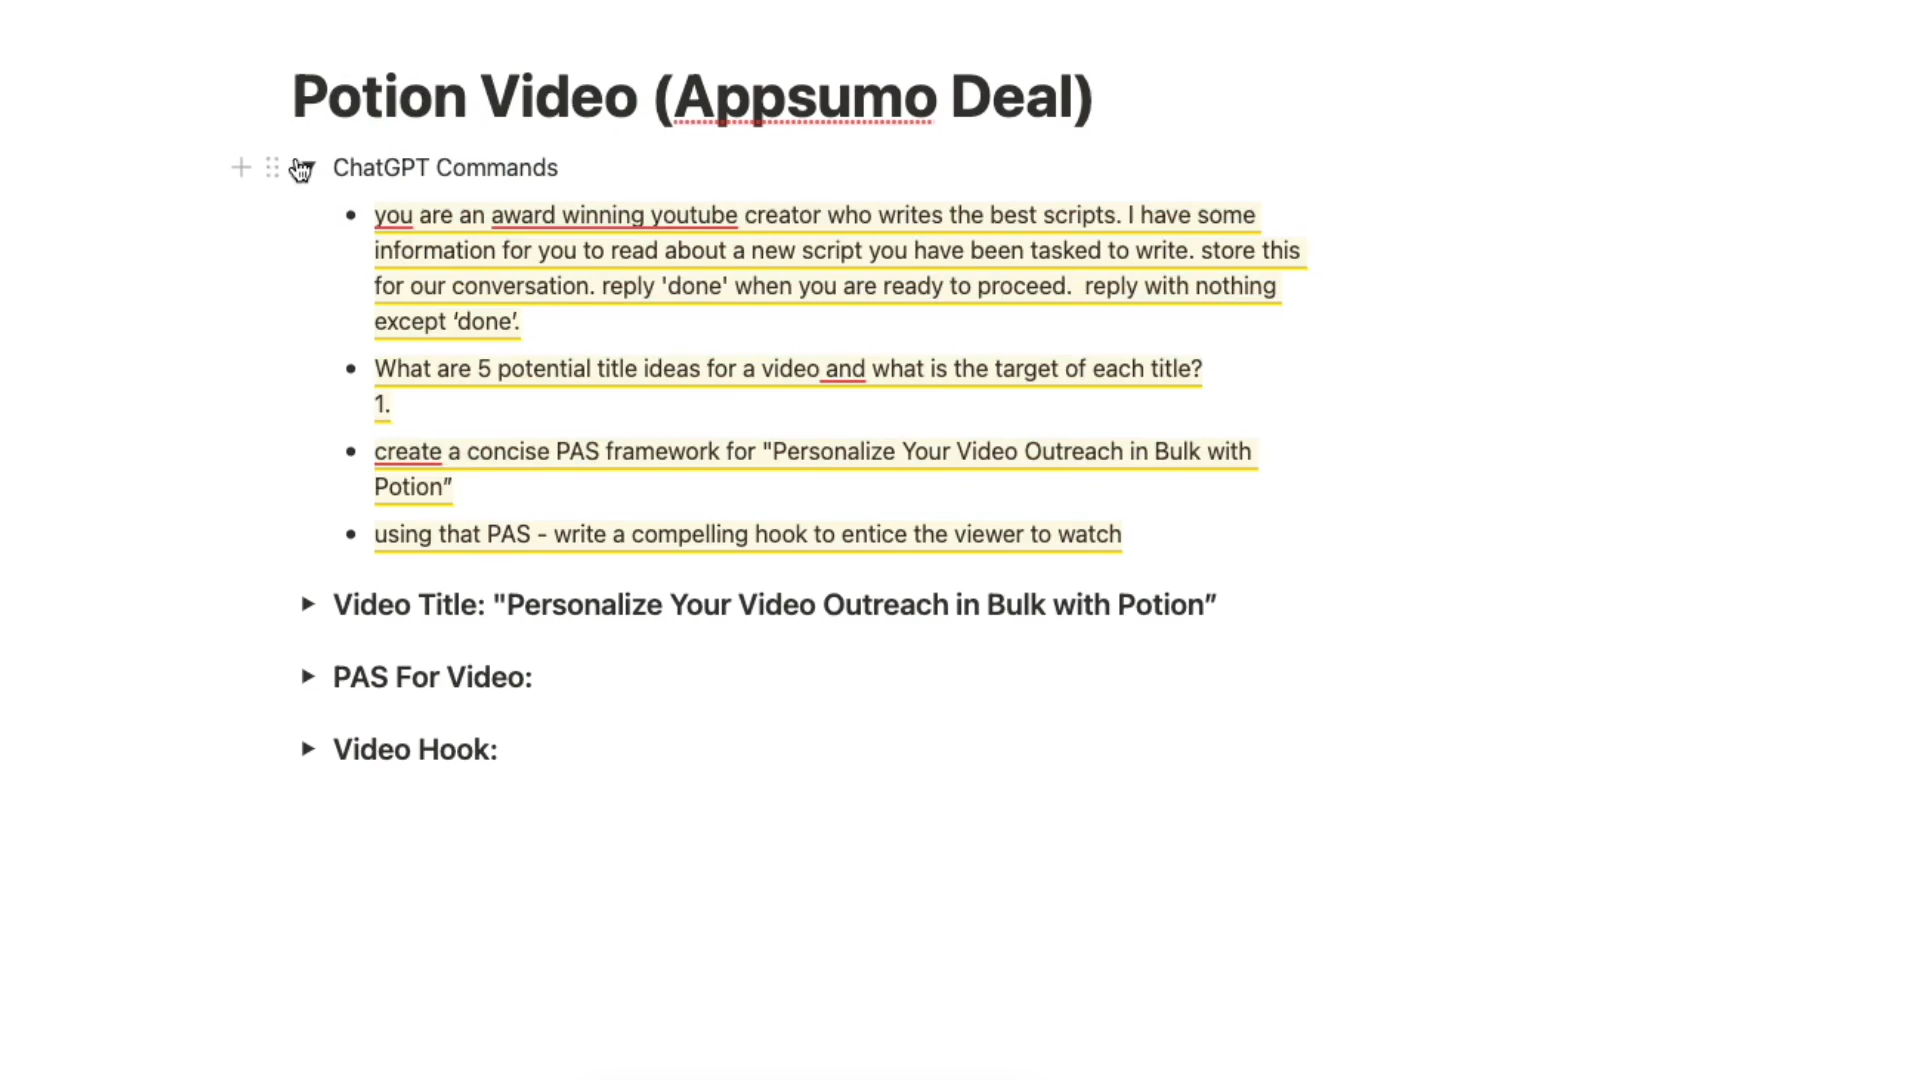 Potion Video (Appsumo Deal)
ChatGPT Commands
you are an award winning youtube creator who writes the best scripts. I have some
information for you to read about a new script you have been tasked to write. store this
for our conversation. reply 'done' when you are ready to proceed.  reply with nothing
except ‘done’.
What are 5 potential title ideas for a video and what is the target of each title?
1.
create a concise PAS framework for "Personalize Your Video Outreach in Bulk with
Potion”
using that PAS - write a compelling hook to entice the viewer to watch
Video Title: "Personalize Your Video Outreach in Bulk with Potion”
PAS For Video:
Video Hook: